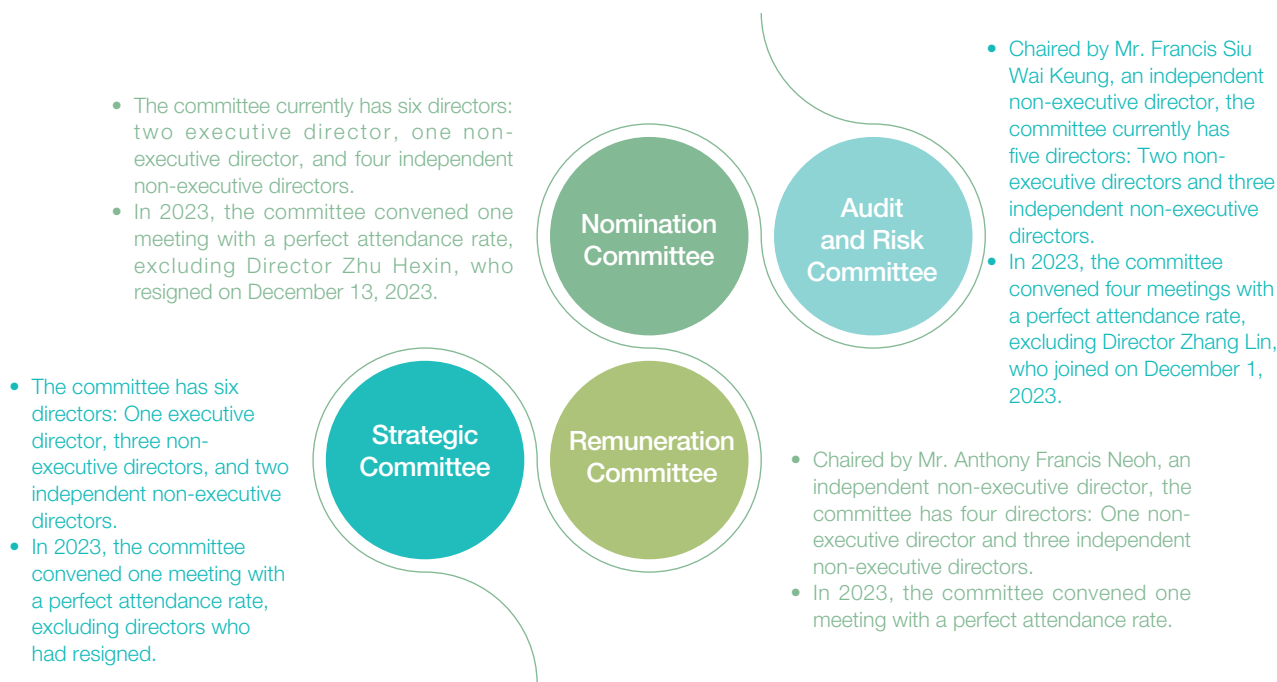 • The committee currently has six directors:
two executive director, one non-
executive director, and four independent
non-executive directors.
• In 2023, the committee convened one
meeting with a perfect attendance rate,
excluding Director Zhu Hexin, who
resigned on December 13, 2023.
Nomination
Committee
Audit
and Risk
Committee
• Chaired by Mr. Francis Siu
Wai Keung, an independent
non-executive director, the
committee currently has
five directors: Two non-
executive directors and three
independent non-executive
directors.
• In 2023, the committee
convened four meetings with
a perfect attendance rate,
excluding Director Zhang Lin,
who joined on December 1,
2023.
• The committee has six
directors: One executive
director, three non-
executive directors, and two
independent non-executive
directors.
• In 2023, the committee
convened one meeting with
a perfect attendance rate,
excluding directors who
had resigned.
Strategic
Committee
Remuneration
Committee
• Chaired by Mr. Anthony Francis Neoh, an
independent non-executive director, the
committee has four directors: One non-
executive director and three independent
non-executive directors.
• In 2023, the committee convened one
meeting with a perfect attendance rate.